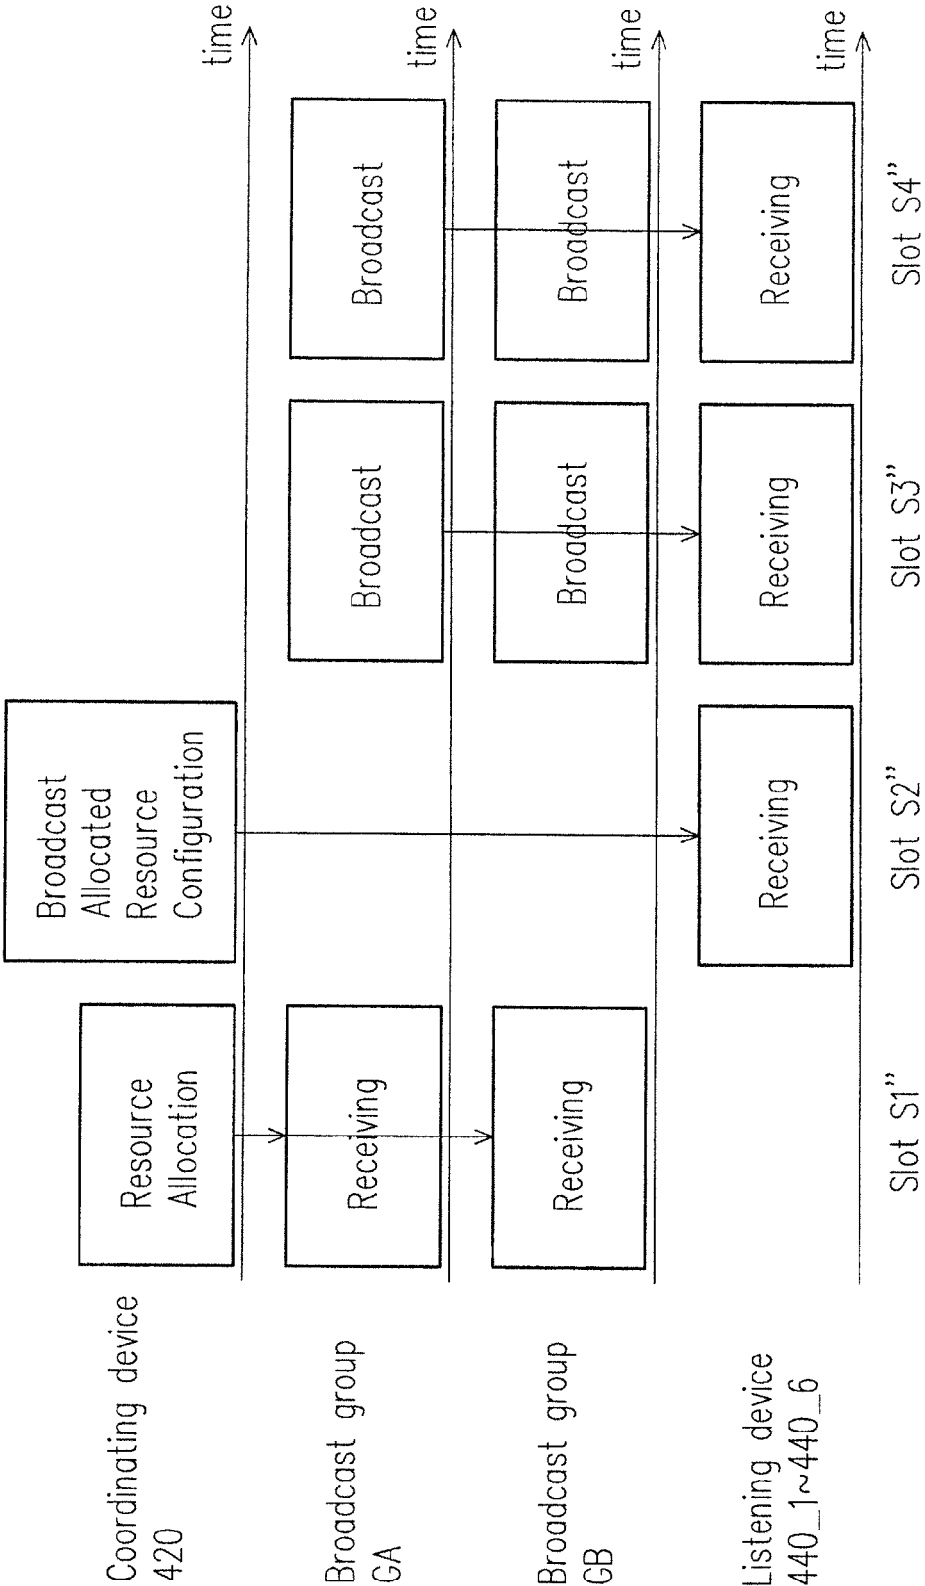 Coordinating device
420
Resource
Allocation
Broadcast
Allocated
Resource
Configuration
time
Broadcast group
GA
Receiving
Broadcast
Broadcast
time
Broadcast group
GB
Receiving
Broadcast
Broadcast
time
Listening device
440_1~440_6
Receiving
Receiving
Receiving
time
Slot S1”
Slot S2”
Slot S3”
Slot S4”